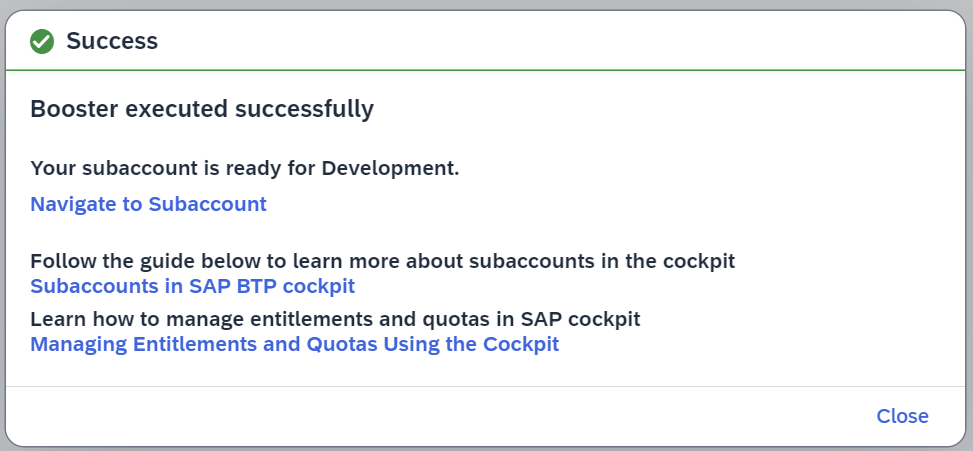 Success
Booster executed successfully
Your subaccount is ready for Development.
Navigate to Subaccount
Follow the guide below to learn more about subaccounts in the cockpit
Subaccounts in SAP BTP cockpit
Learn how to manage entitlements and quotas in SAP cockpit
Managing Entitlements and Quotas Using the Cockpit
Close